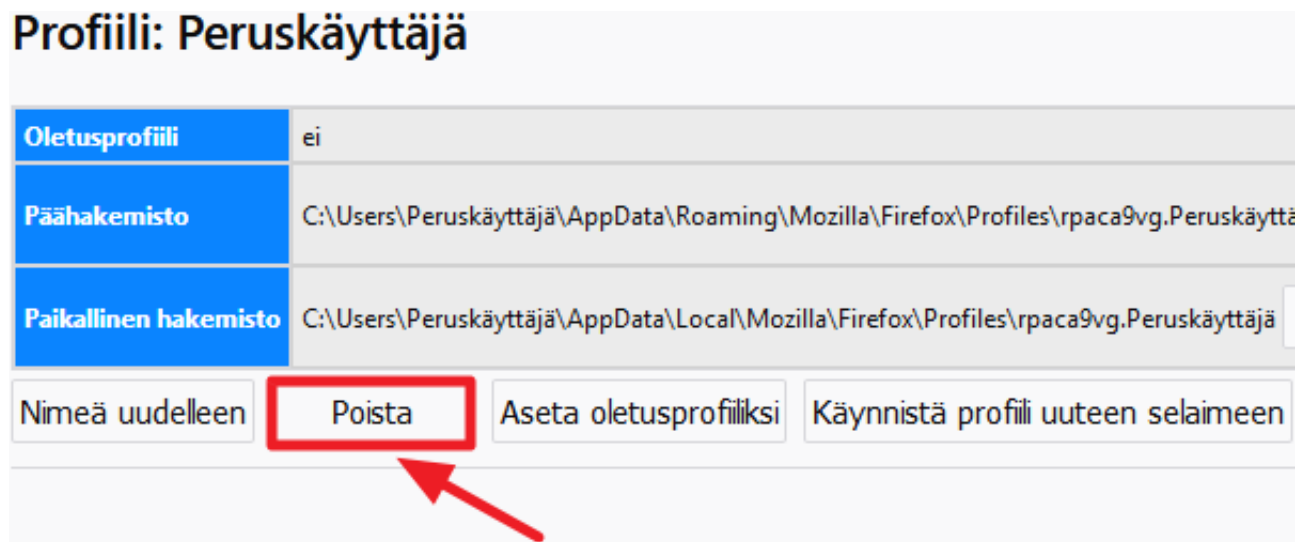 Profiili: Peruskäyttäjä
Oletusprofiili ei
Päähakemisto C:\Users\Peruskäyttäjä\AppData\Roaming\Mozilla\Firefox\Profiles\rpaca9vg.Peruskäyttä
Paikallinen hakemisto C:\Users\Peruskäyttäjä\AppData\Local\Mozilla\Firefox\Profiles\rpaca9vg.Peruskäyttäjä
Nimeä uudelleen Poista Aseta oletusprofiiliksi Käynnistä profiili uuteen selaimeen